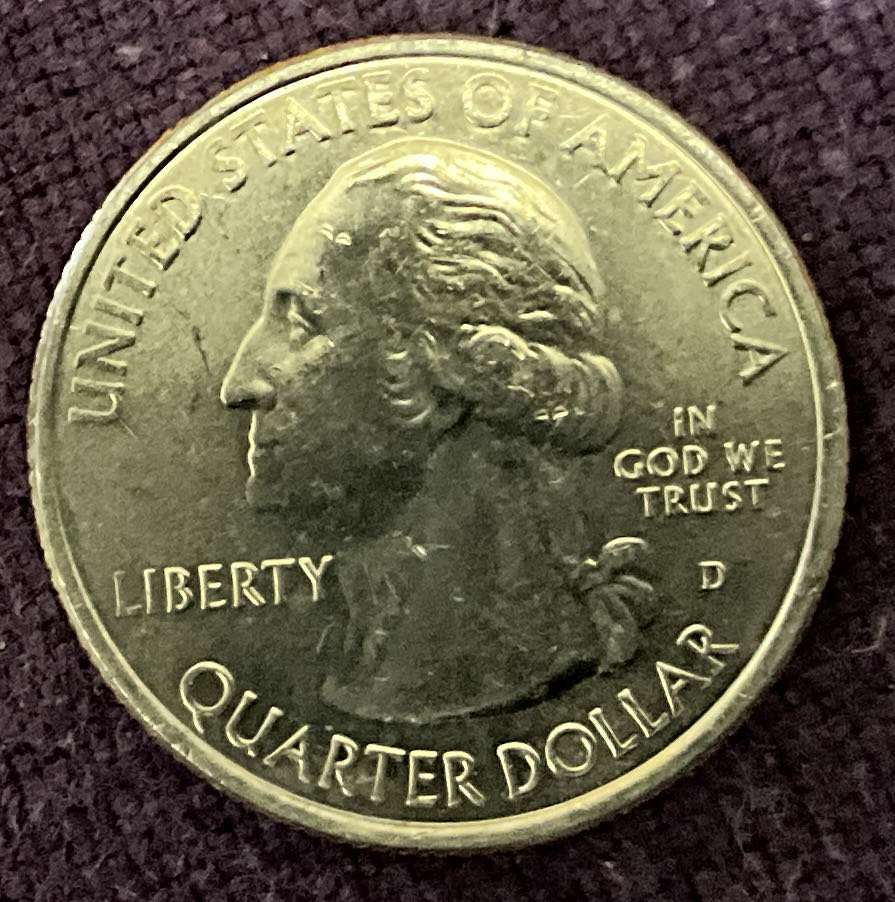 UNITED STATES OF AMERICA
IN
GOD WE
TRUST
LIBERTY
D
QUARTER DOLLAR